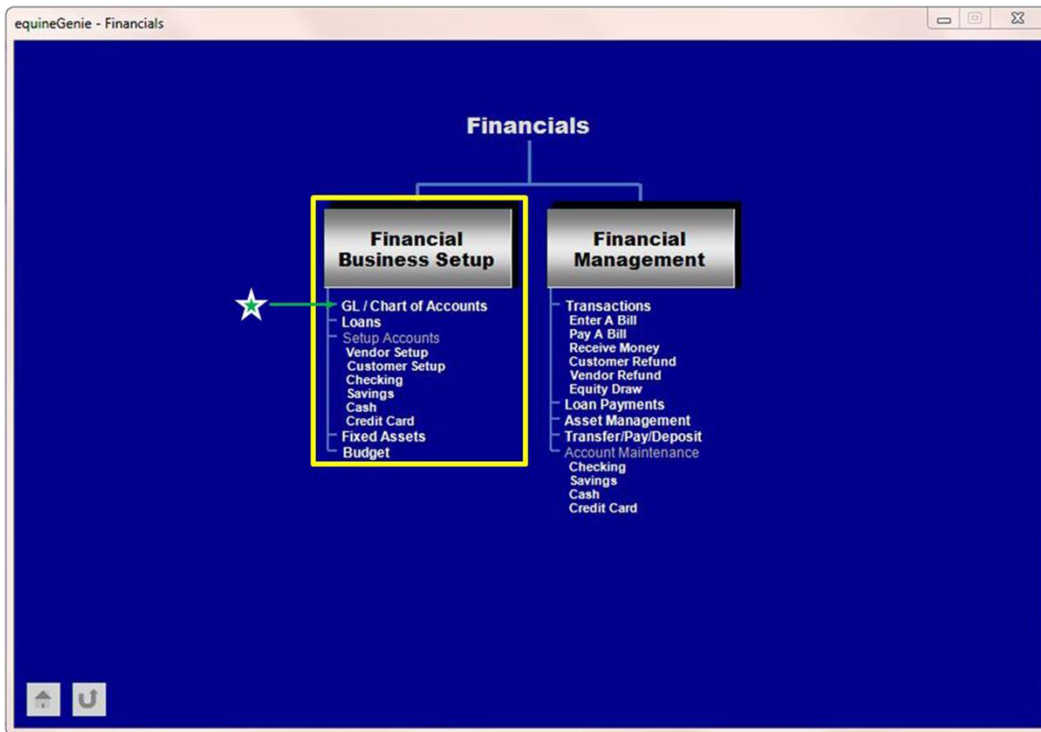 equineGenie - Financials
Financials
Financial
Business Setup
GL / Chart of Accounts
Loans
Setup Accounts
Vendor Setup
Customer Setup
Checking
Savings
Cash
Credit Card
Fixed Assets
Budget
Financial
Management
Transactions
Enter A Bill
Pay A Bill
Receive Money
Customer Refund
Vendor Refund
Equity Draw
Loan Payments
Asset Management
Transfer/Pay/Deposit
Account Maintenance
Checking
Savings
Cash
Credit Card